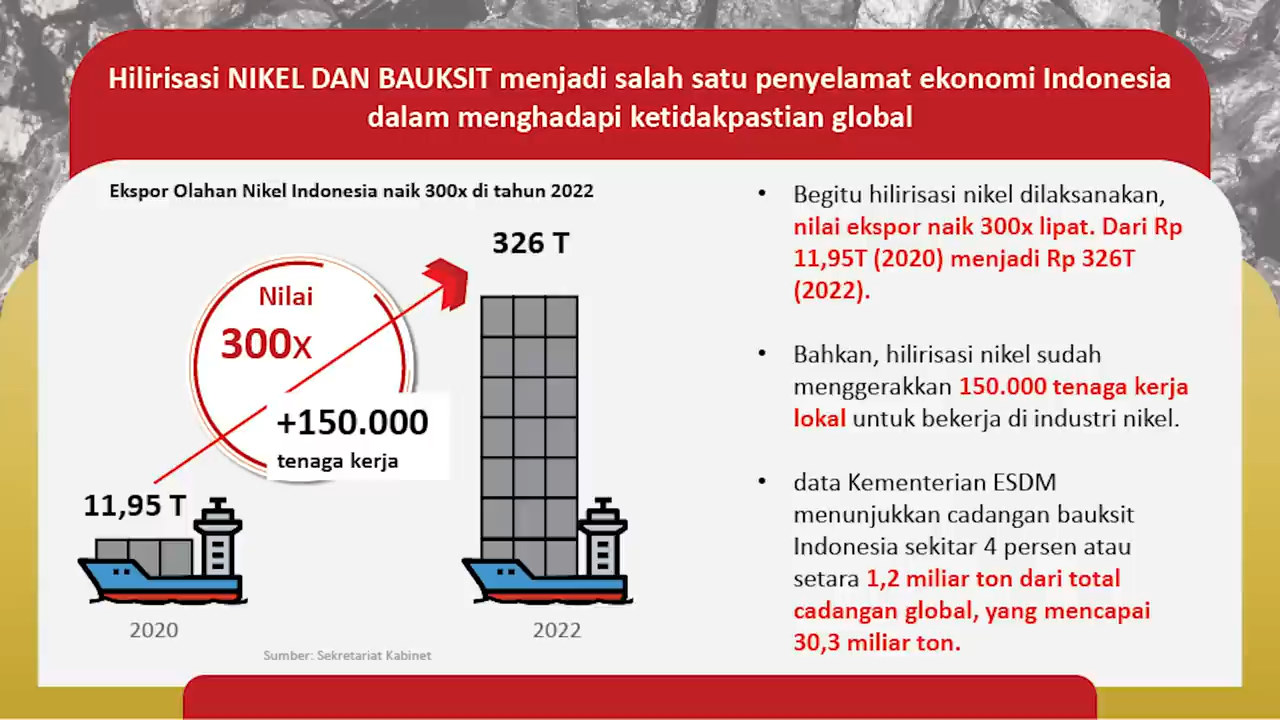 Hilirisasi NIKEL DAN BAUKSIT menjadi salah satu penyelamat ekonomi Indonesia
dalam menghadapi ketidakpastian global
Ekspor Olahan Nikel Indonesia naik 300x di tahun 2022
326 T
Nilai
300x
+150.000
tenaga kerja
11,95 T
2020
2022
Sumber: Sekretariat Kabinet
• Begitu hilirisasi nikel dilaksanakan,
nilai ekspor naik 300x lipat. Dari Rp
11,95T (2020) menjadi Rp 326T
(2022).
• Bahkan, hilirisasi nikel sudah
menggerakkan 150.000 tenaga kerja
lokal untuk bekerja di industri nikel.
• data Kementerian ESDM
menunjukkan cadangan bauksit
Indonesia sekitar 4 persen atau
setara 1,2 miliar ton dari total
cadangan global, yang mencapai
30,3 miliar ton.